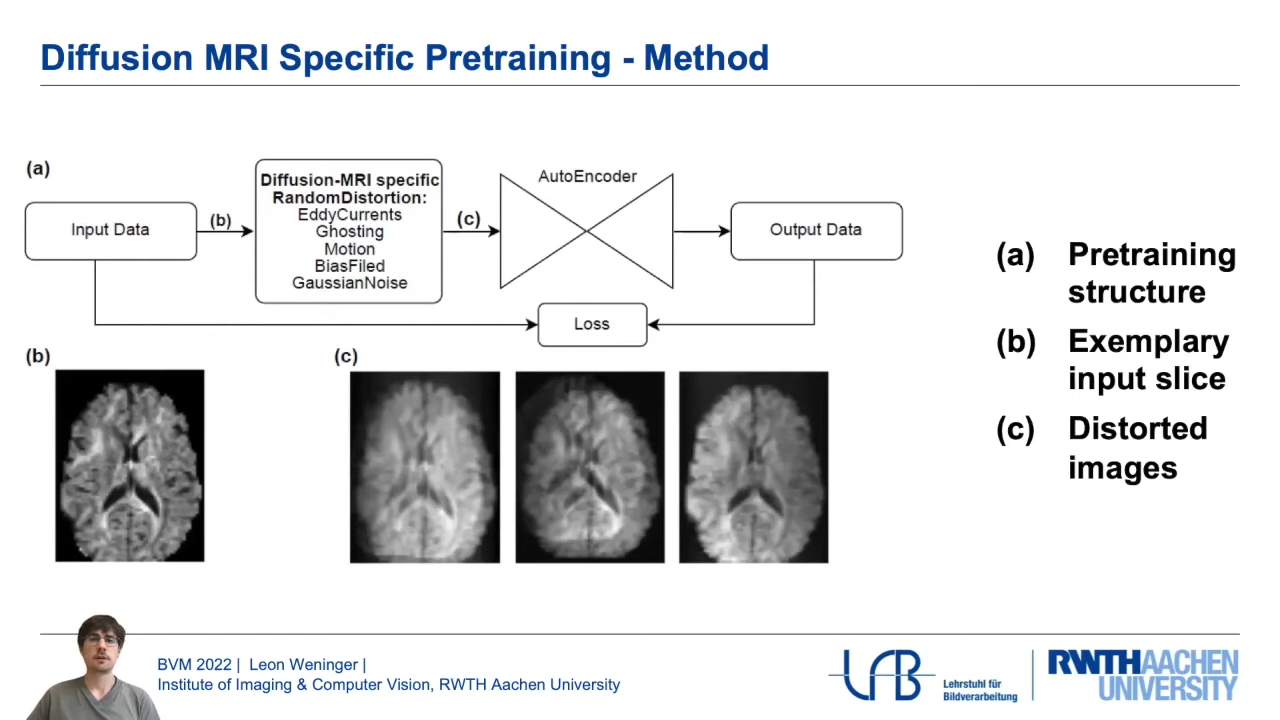 Diffusion MRI Specific Pretraining - Method
(a)
Input Data
(b)
Diffusion-MRI specific
RandomDistortion:
EddyCurrents
Ghosting
Motion
BiasFiled
GaussianNoise
(c)
AutoEncoder
Output Data
Loss
(b)
(c)
(a) Pretraining
structure
(b) Exemplary
input slice
(c) Distorted
images
BVM 2022 | Leon Weninger |
Institute of Imaging & Computer Vision, RWTH Aachen University
LFB
Lehrstuhl für
Bildverarbeitung
RWTH AACHEN
UNIVERSITY